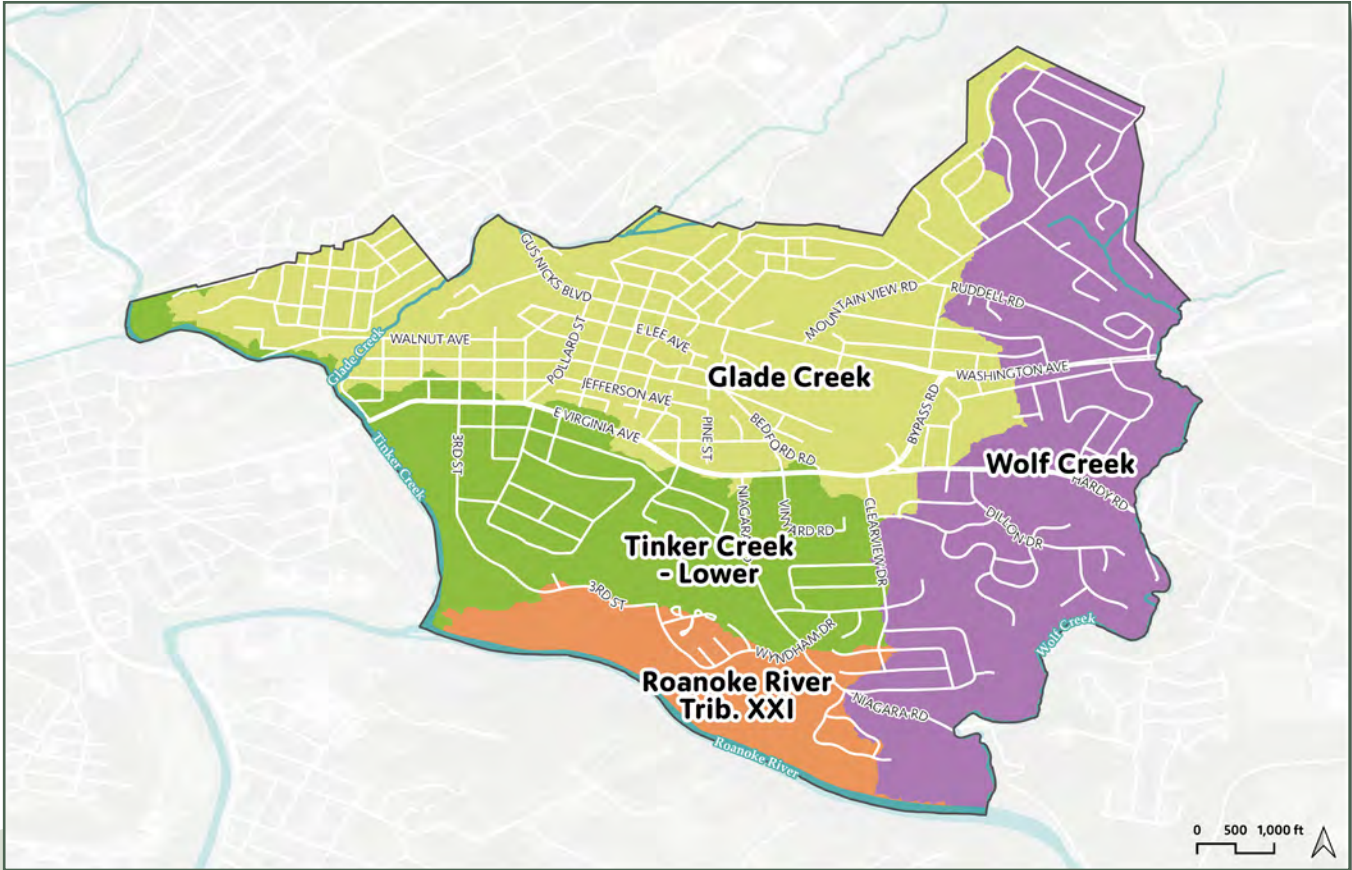 GUS NICKS BLVD
MOUNTAIN VIEW RD
RUDDELL RD
WALNUT AVE
E LEE AVE
POLLARD ST
Glade Creek
Glade Creek
WASHINGTON AVE
JEFFERSON AVE
BYPASS RD
E VIRGINIA AVE
PINE ST
BEDFORD RD
3RD ST
Tinker Creek
Wolf Creek
HARDY RD
NIAGARA
VINYARD RD
CLEARVIEW DR
DILLON DR
Tinker Creek
- Lower
3RD ST
WYNDHAM DR
Wolf Creek
Roanoke River
Trib. XXI
NIAGARA RD
Roanoke River
0 500 1,000 ft